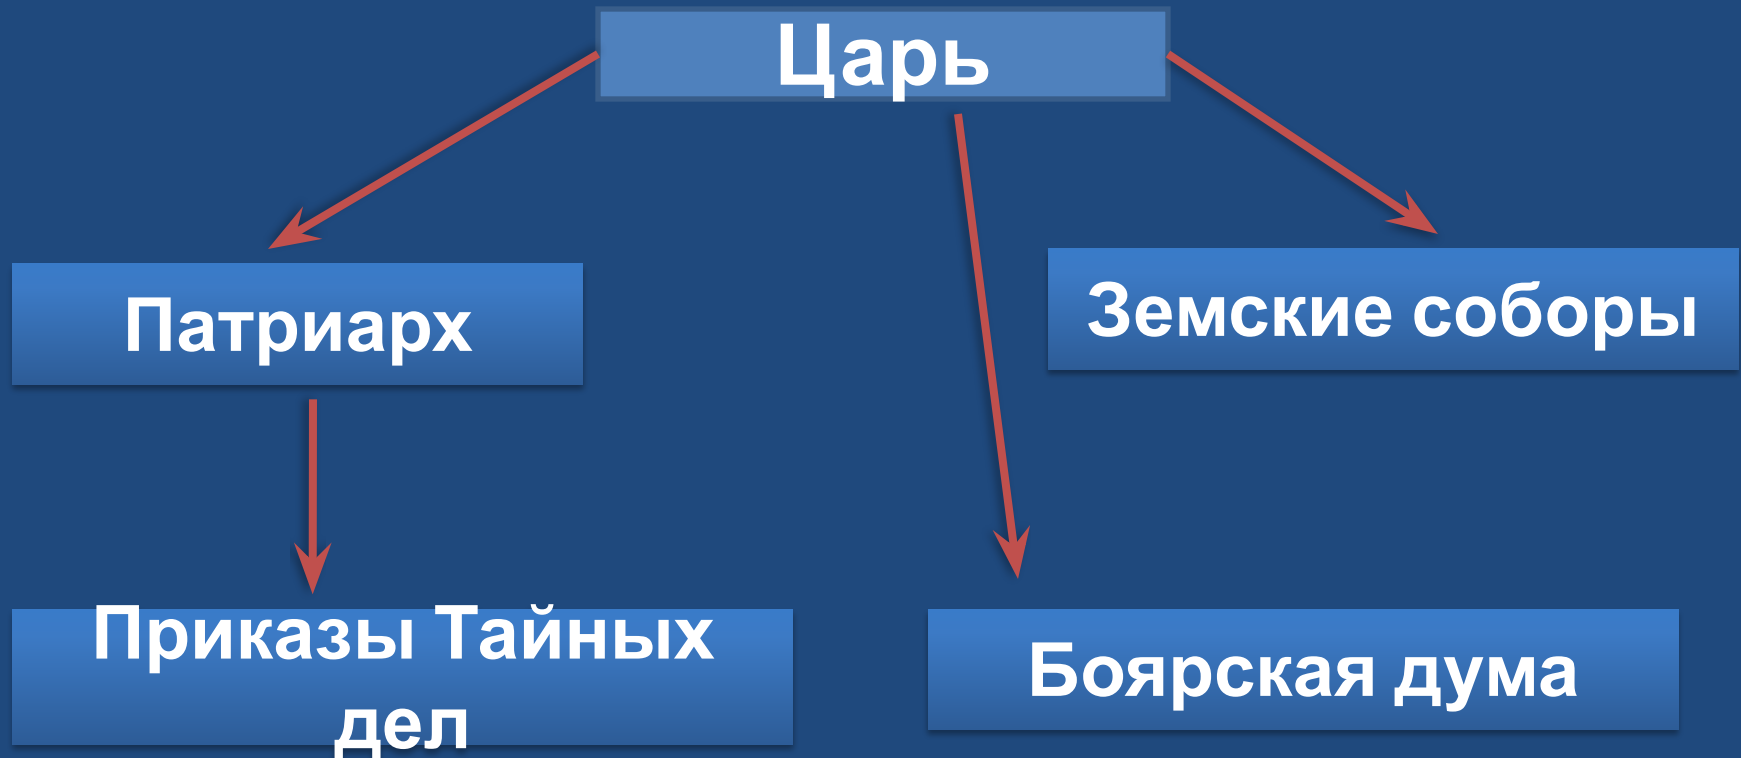 Царь
Патриарх
Земские соборы
Приказы Тайных
дел
Боярская дума